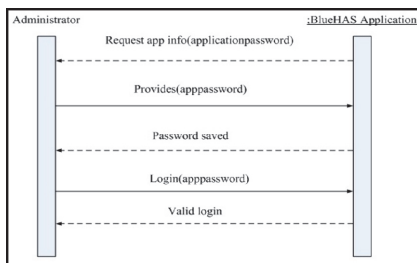 Administrator
:BlueHAS Application
Request app info(applicationpassword)
Provides(apppassword)
Password saved
Login(apppassword)
Valid login